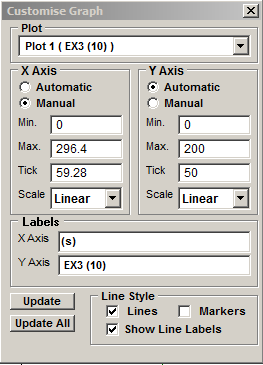 Customise Graph
Plot
Plot 1 ( EX3 (10) )
X Axis
Automatic
Manual
Min. 0
Max. 296.4
Tick 59.28
Scale Linear
Y Axis
Automatic
Manual
Min. 0
Max. 200
Tick 50
Scale Linear
Labels
X Axis (s)
Y Axis EX3 (10)
Update
Update All
Line Style
Lines Markers
Show Line Labels